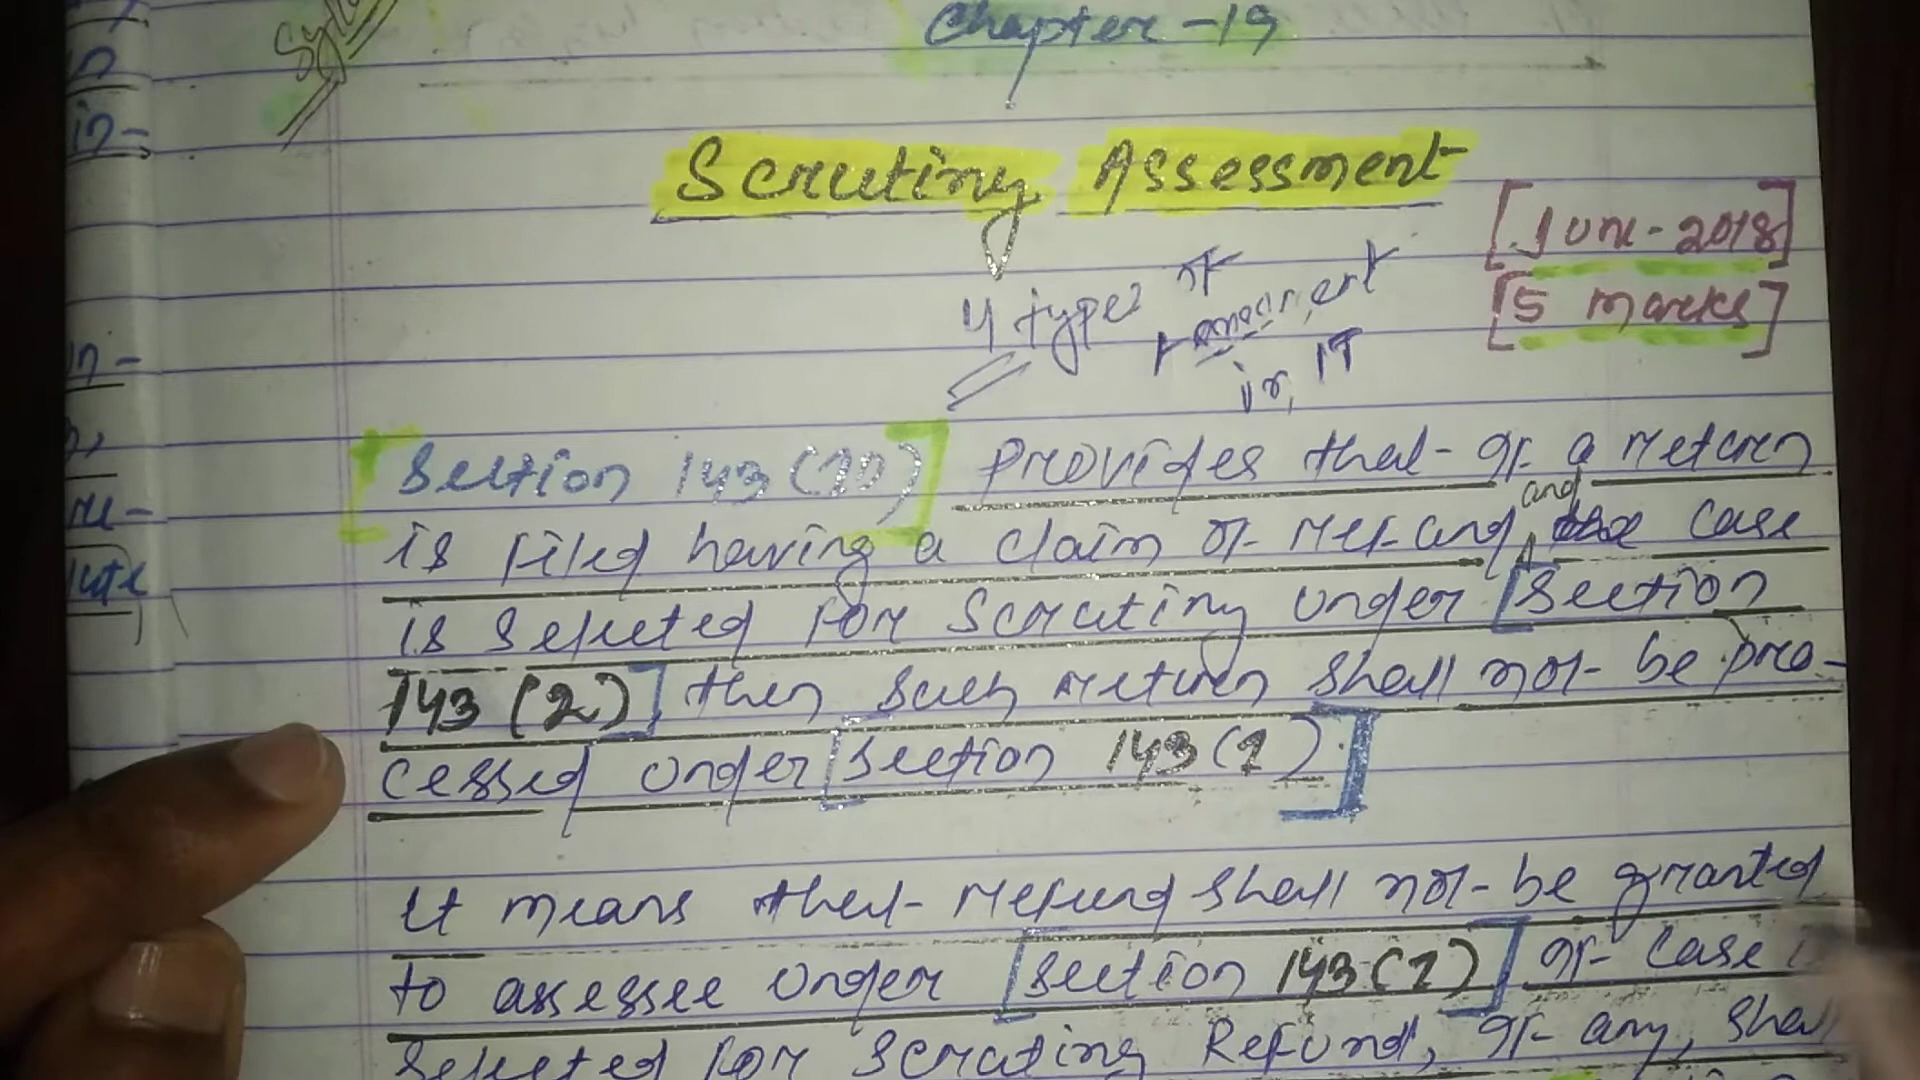 Chapter - 19
Scrutiny Assessment
[June - 2018]
[5 marks]
4 types of
in IT
[Section 143(1D)] provides that - If a return
is filed having a claim of refund and case
is selected for scrutiny under [Section
143(2)], then such return shall not be pro-
cessed under [Section 143(1)]
It means that refund shall not be granted
to assessee under [Section 143(1)] If case
selected for scrutiny Refund, If any, shall